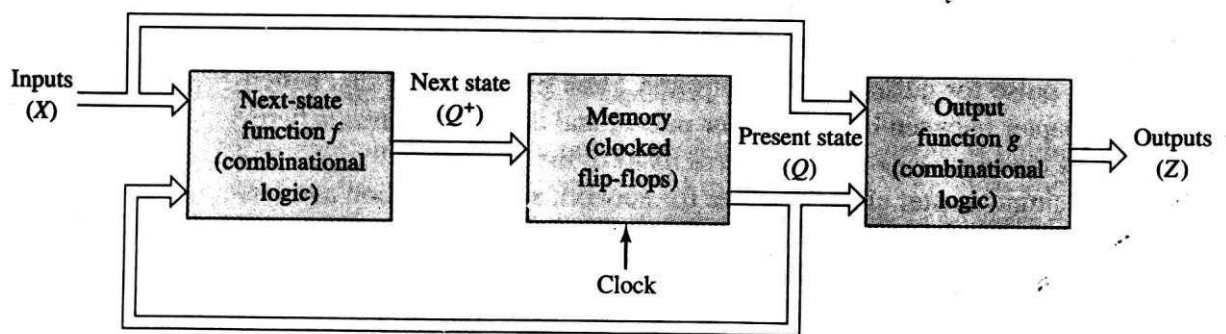 Inputs
(X)
Next-state
function f
(combinational
logic)
Next state
(Q⁺)
Memory
(clocked
flip-flops)
Clock
Present state
(Q)
Output
function g
(combinational
logic)
Outputs
(Z)